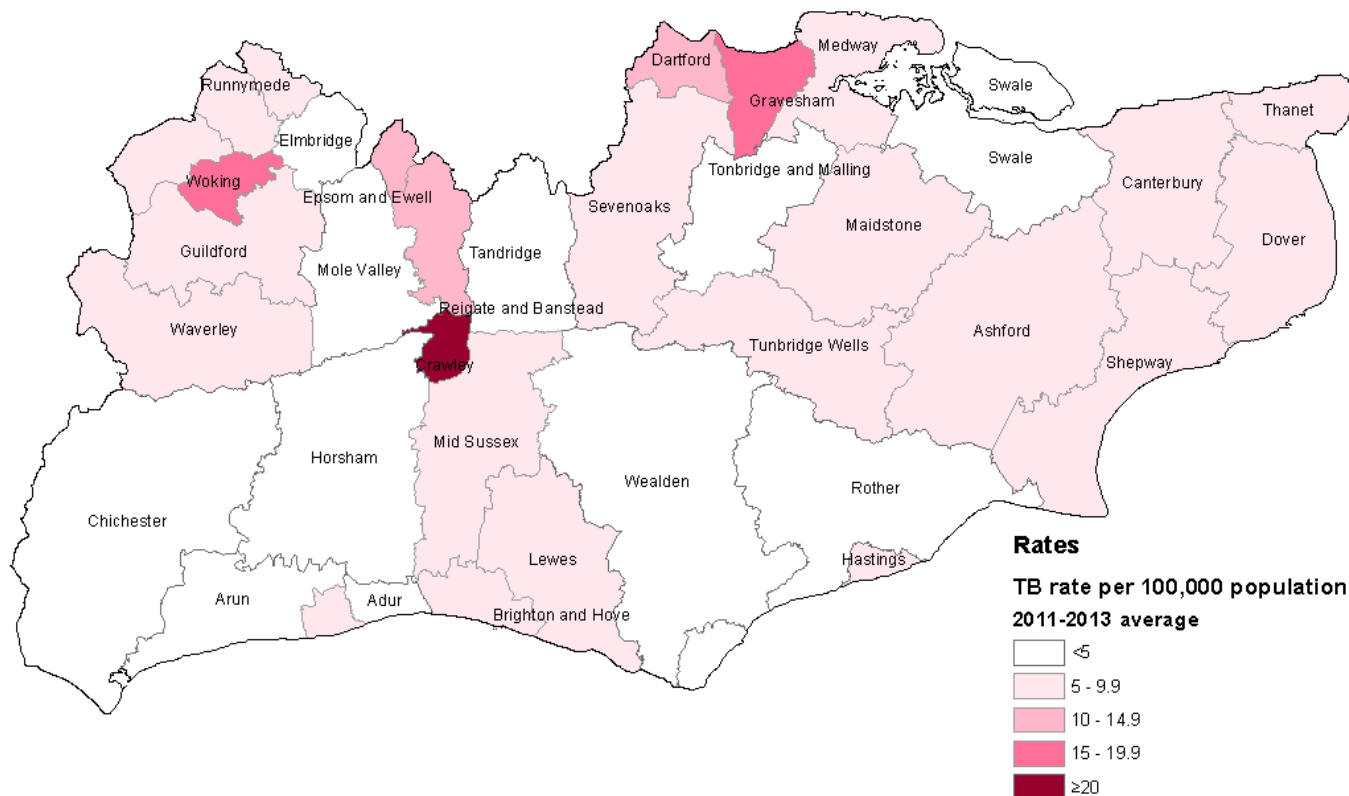 Medway
Dartford
Swale
Runnymede
Gravesham
Thanet
Elmbridge
Swale
Tonbridge and Malling
Woking
Canterbury
Epsom and Ewell
Sevenoaks
Maidstone
Dover
Guildford
Tandridge
Mole Valley
Reigate and Banstead
Waverley
Ashford
Tunbridge Wells
Shepway
Crawley
Mid Sussex
Horsham
Wealden
Rother
Chichester
Hastings
Lewes
Arun
Adur
Brighton and Hove
Rates
TB rate per 100,000 population
2011-2013 average
<5
5 - 9.9
10 - 14.9
15 - 19.9
≥20